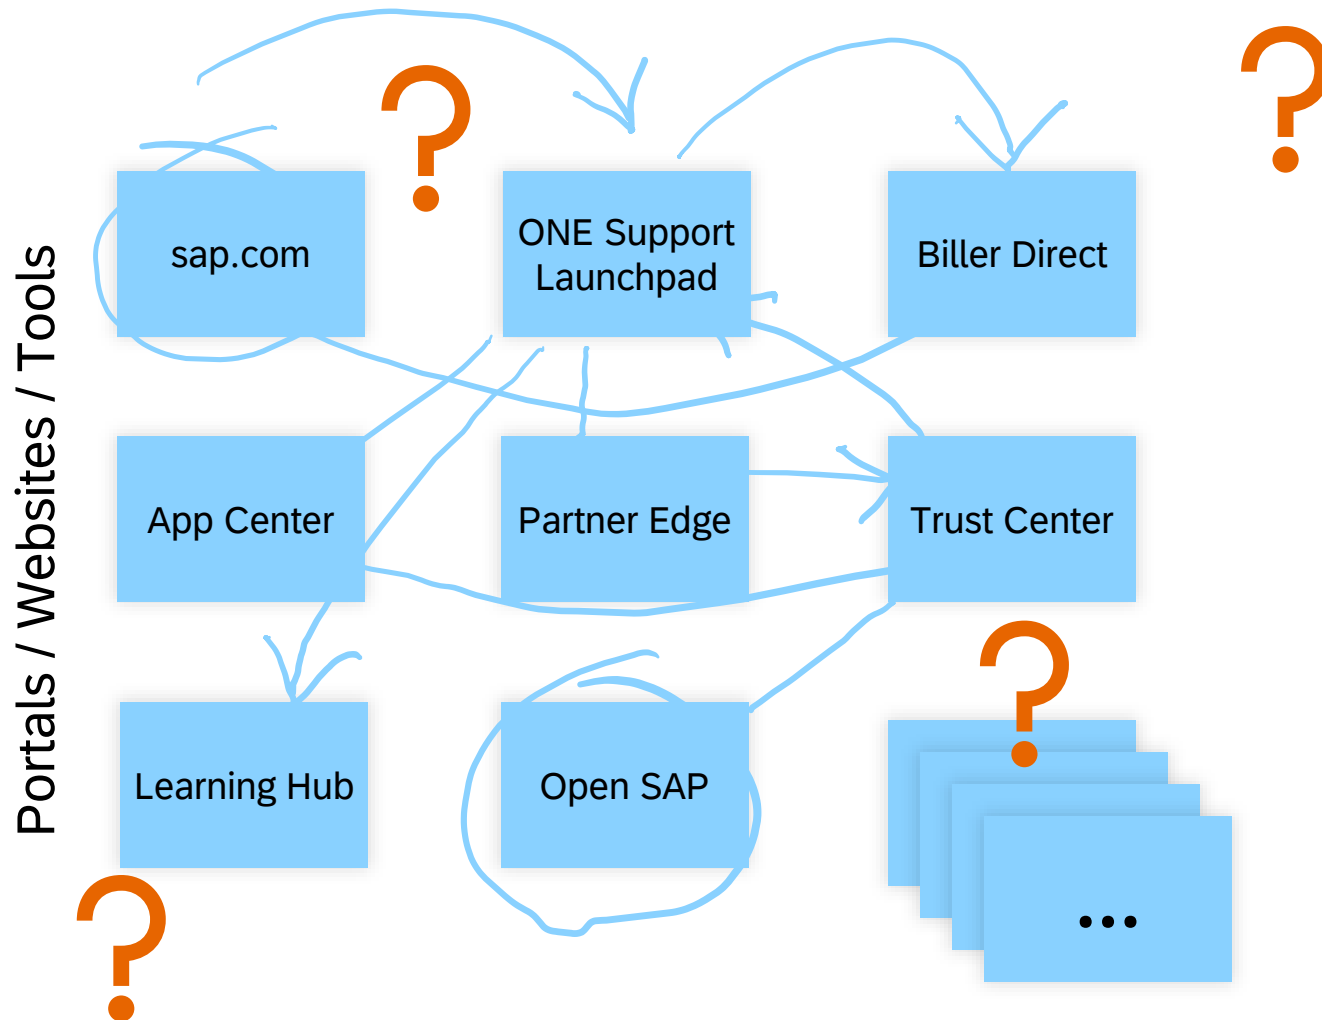 Portals / Websites / Tools
?
?
sap.com
ONE Support
Launchpad
Biller Direct
App Center
Partner Edge
Trust Center
?
Learning Hub
Open SAP
...
?